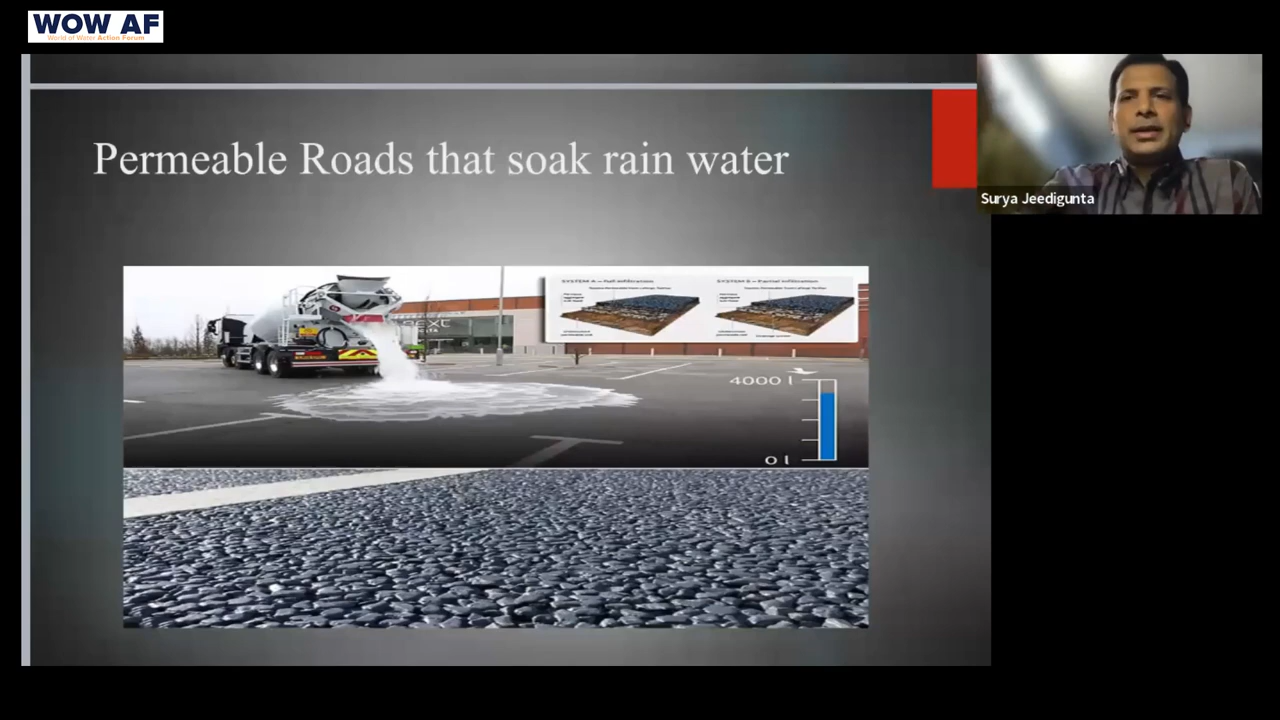 WOW AF
World of Water Action Forum
Permeable Roads that soak rain water
Surya Jeedigunta
SYSTEM A – Full Infiltration
SYSTEM B – Partial Infiltration
4000 l
0 l